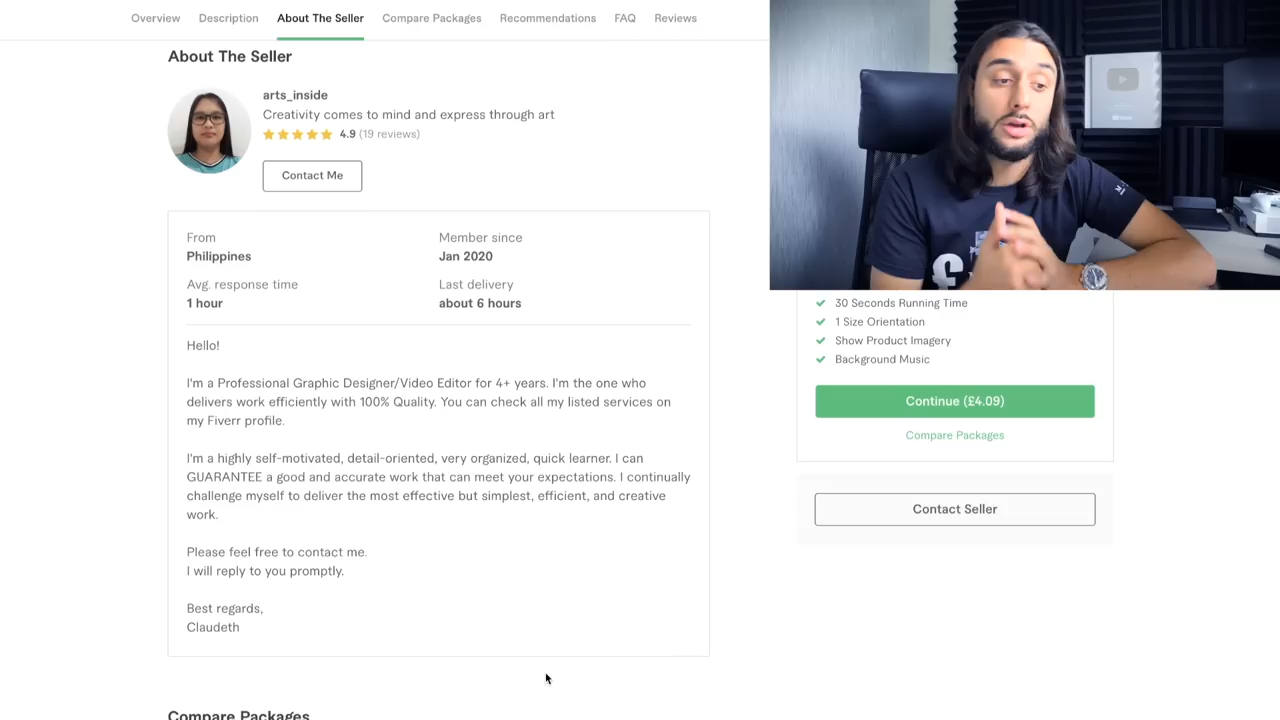 Overview Description About The Seller Compare Packages Recommendations FAQ Reviews
About The Seller
arts_inside
Creativity comes to mind and express through art
4.9 (19 reviews)
Contact Me
From
Philippines
Member since
Jan 2020
Avg. response time
1 hour
Last delivery
about 6 hours
Hello!
I'm a Professional Graphic Designer/Video Editor for 4+ years. I'm the one who
delivers work efficiently with 100% Quality. You can check all my listed services on
my Fiverr profile.
I'm a highly self-motivated, detail-oriented, very organized, quick learner. I can
GUARANTEE a good and accurate work that can meet your expectations. I continually
challenge myself to deliver the most effective but simplest, efficient, and creative
work.
Please feel free to contact me.
I will reply to you promptly.
Best regards,
Claudeth
Compare Packages
30 Seconds Running Time
1 Size Orientation
Show Product Imagery
Background Music
Continue (£4.09)
Compare Packages
Contact Seller